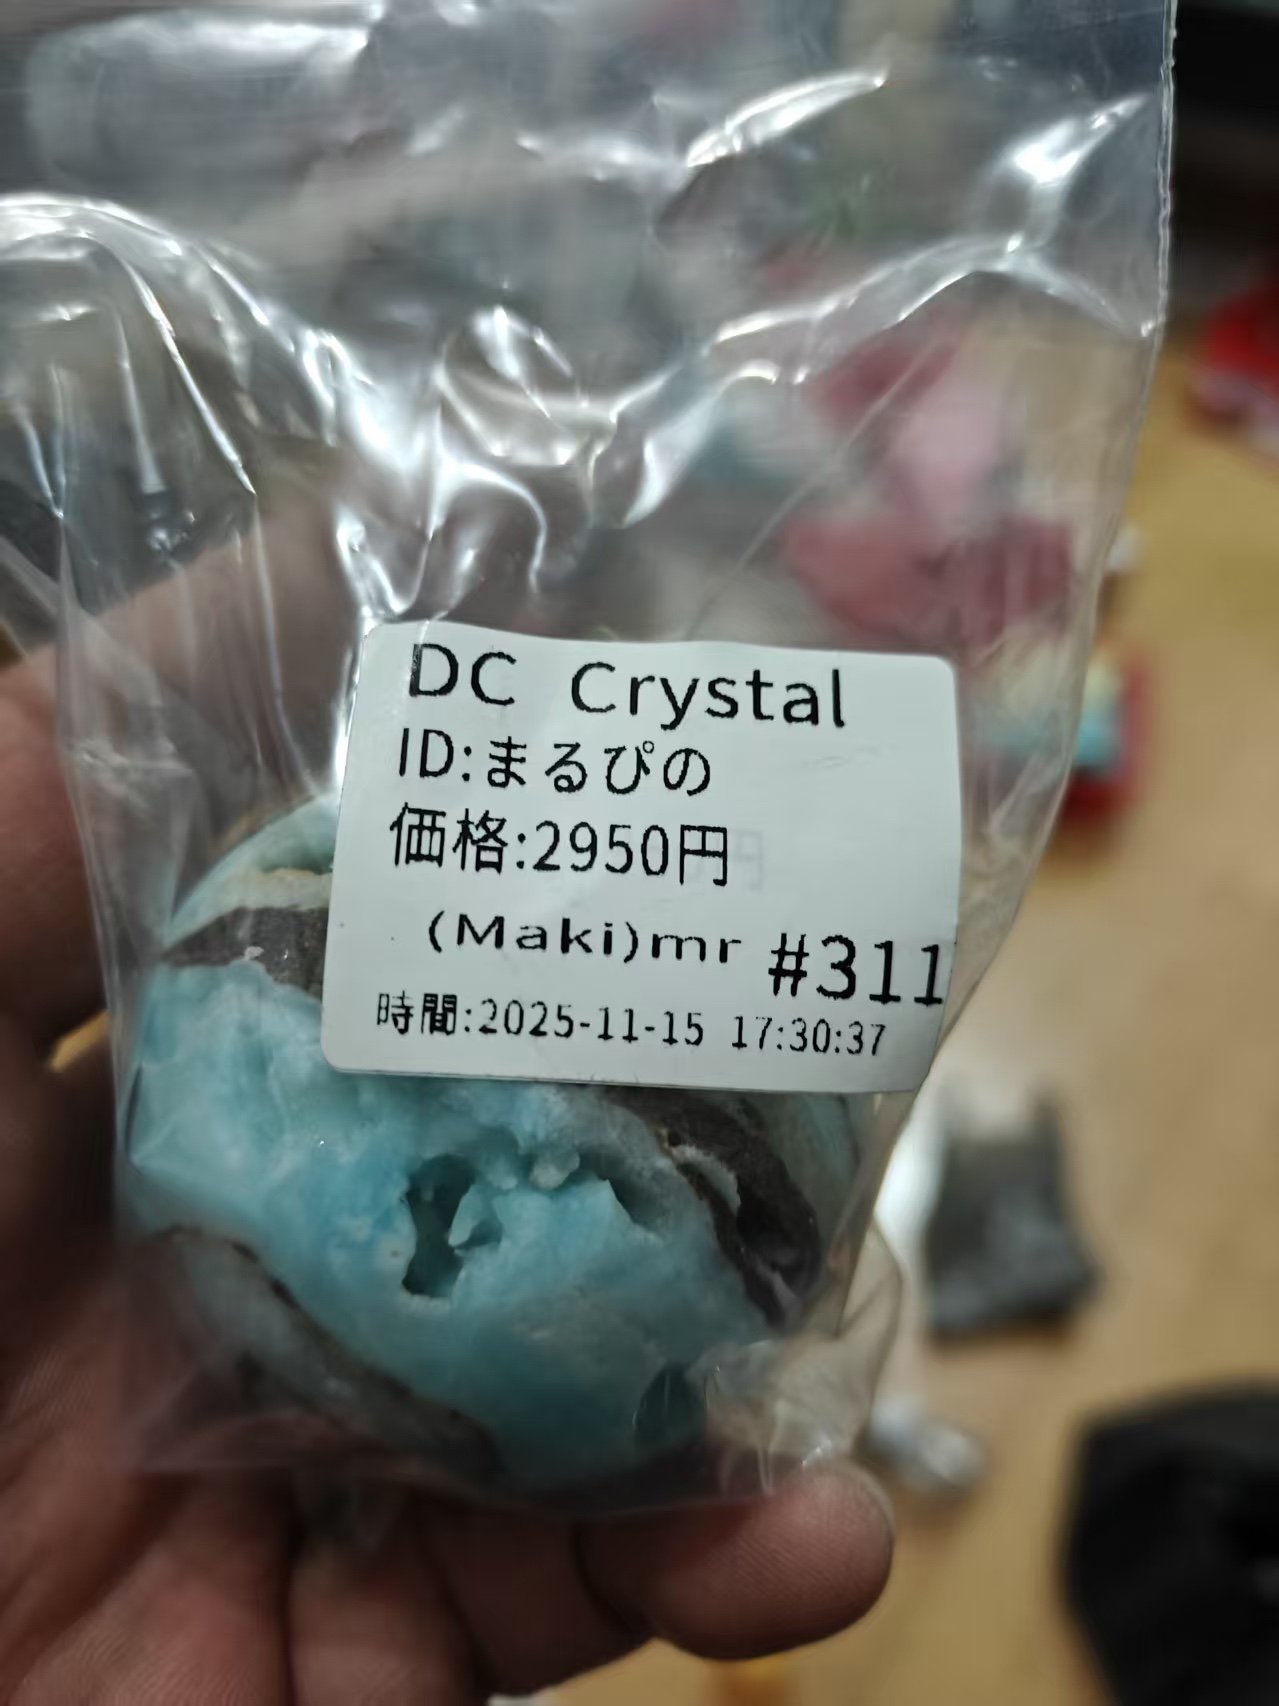 DC Crystal
ID:まるぴの
価格:2950円
(Maki)mr #311
時間:2025-11-15 17:30:37